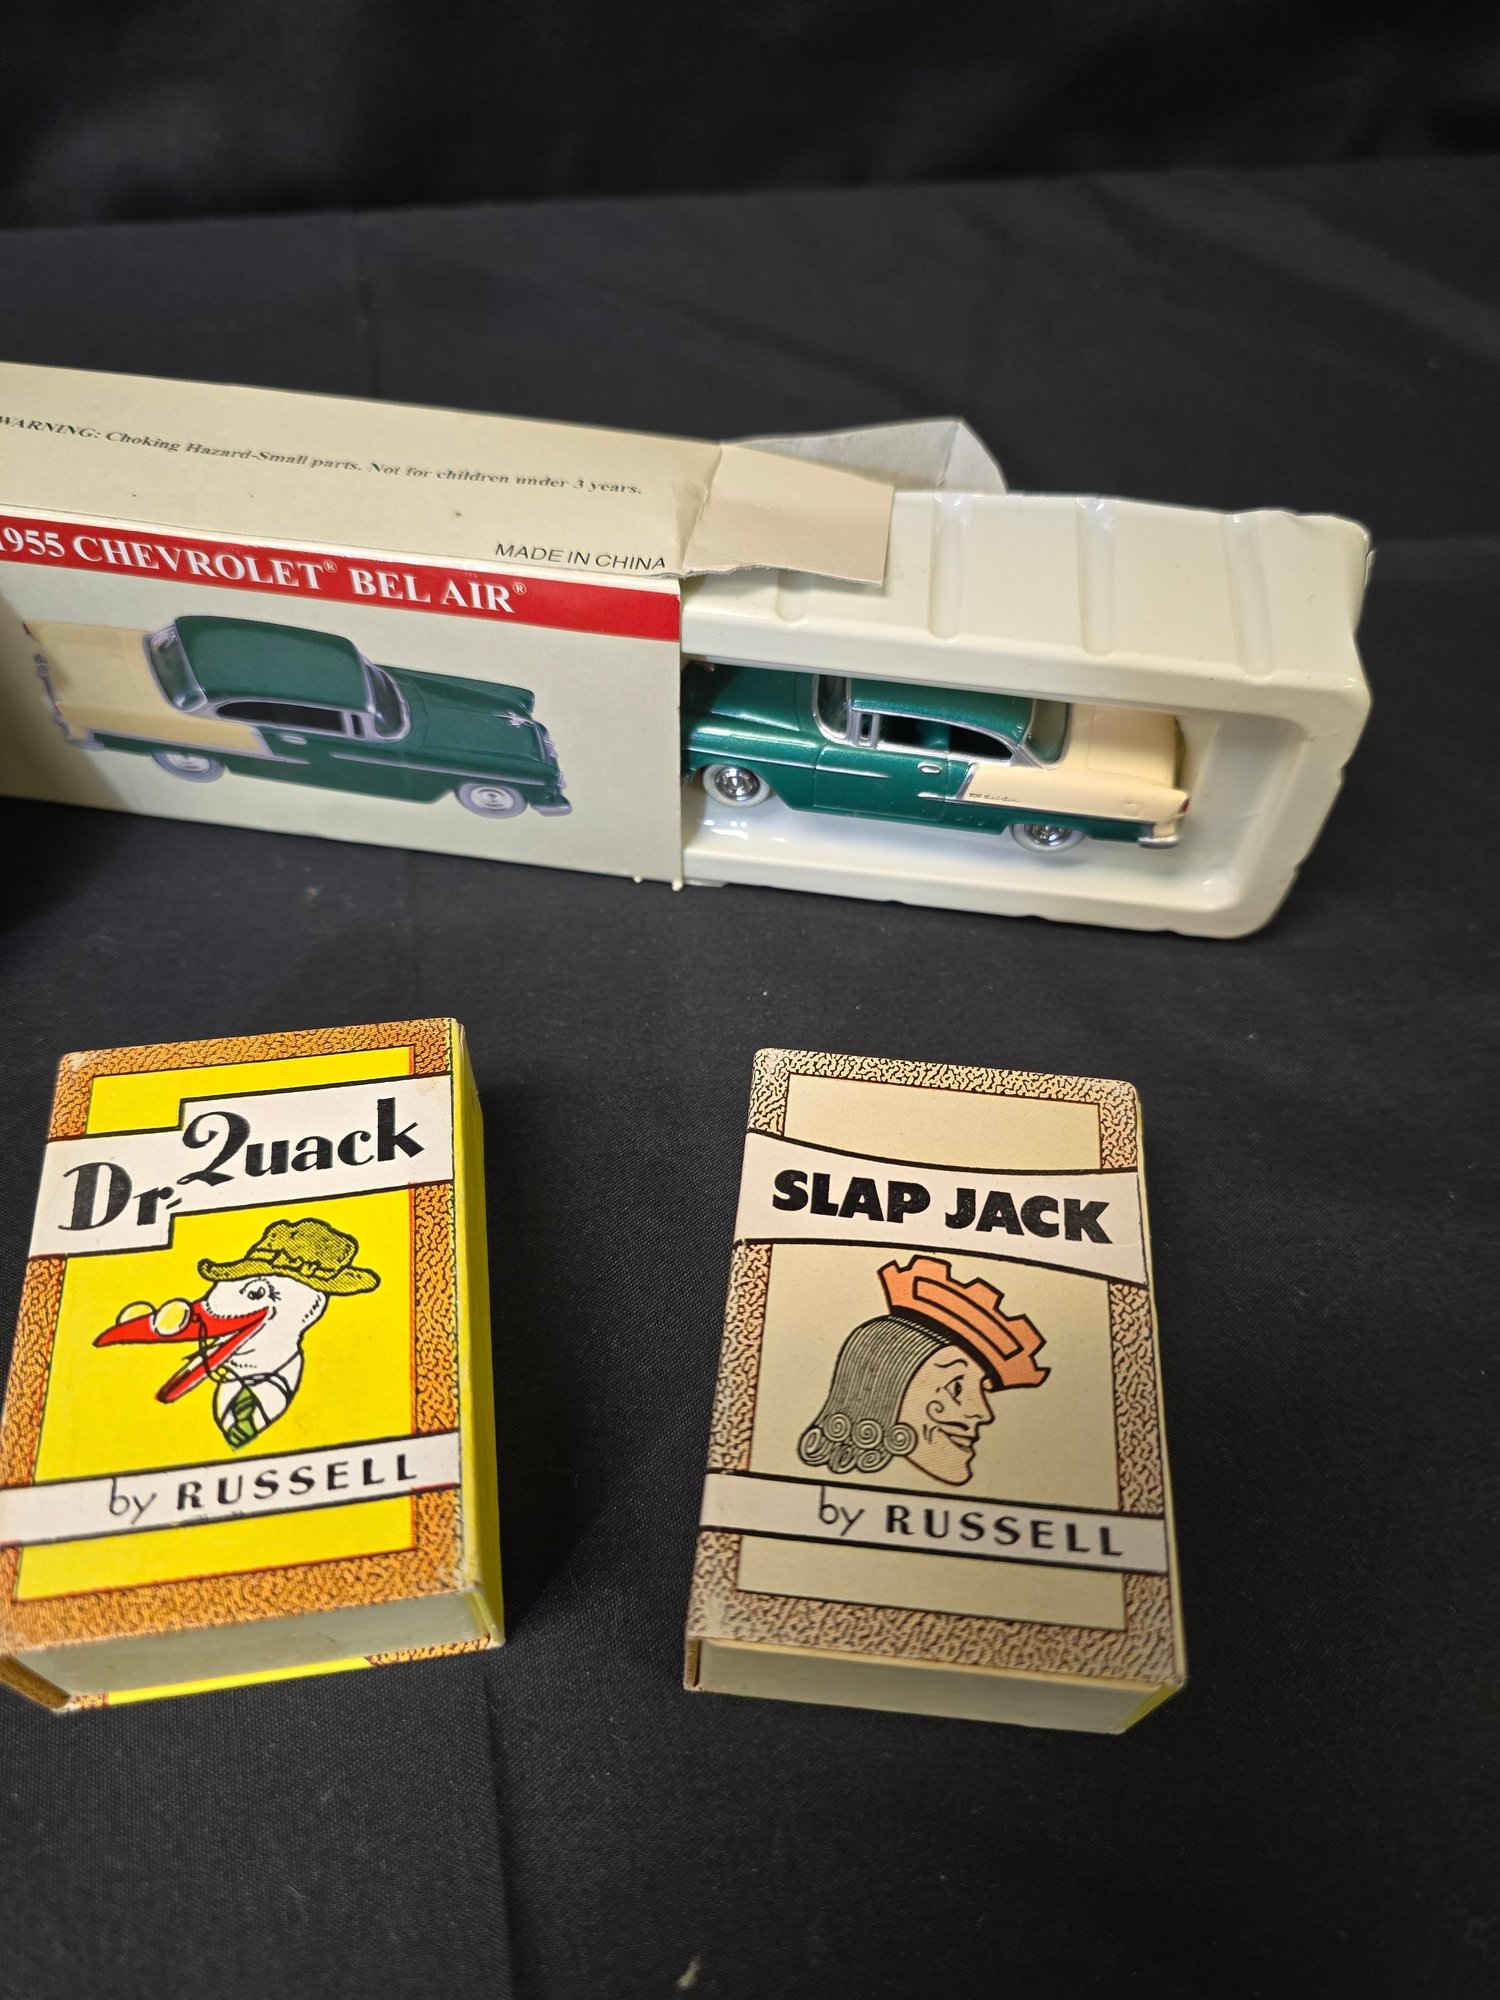 WARNING: Choking Hazard-Small parts. Not for children under 3 years.
MADE IN CHINA
1955 CHEVROLET® BEL AIR®
Dr. Quack
by RUSSELL
SLAP JACK
by RUSSELL